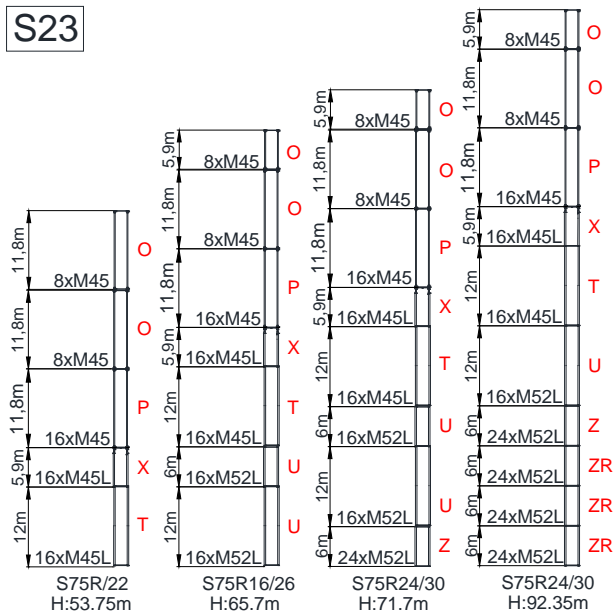 S23
11,8m
O
8xM45
11,8m
O
8xM45
11,8m
P
16xM45
5,9m
X
16xM45L
12m
T
16xM45L
S75R/22
H:53.75m
5,9m
O
8xM45
11,8m
O
8xM45
11,8m
P
16xM45
5,9m
X
16xM45L
12m
T
16xM45L
6m
U
16xM52L
12m
U
16xM52L
S75R16/26
H:65.7m
5,9m
O
8xM45
11,8m
O
8xM45
11,8m
P
16xM45
5,9m
X
16xM45L
12m
T
16xM45L
6m
U
16xM52L
12m
U
16xM52L
6m
Z
24xM52L
S75R24/30
H:71.7m
5,9m
O
8xM45
11,8m
O
8xM45
11,8m
P
16xM45
5,9m
X
16xM45L
12m
T
16xM45L
12m
U
16xM52L
6m
Z
24xM52L
6m
ZR
24xM52L
6m
ZR
24xM52L
6m
ZR
24xM52L
S75R24/30
H:92.35m